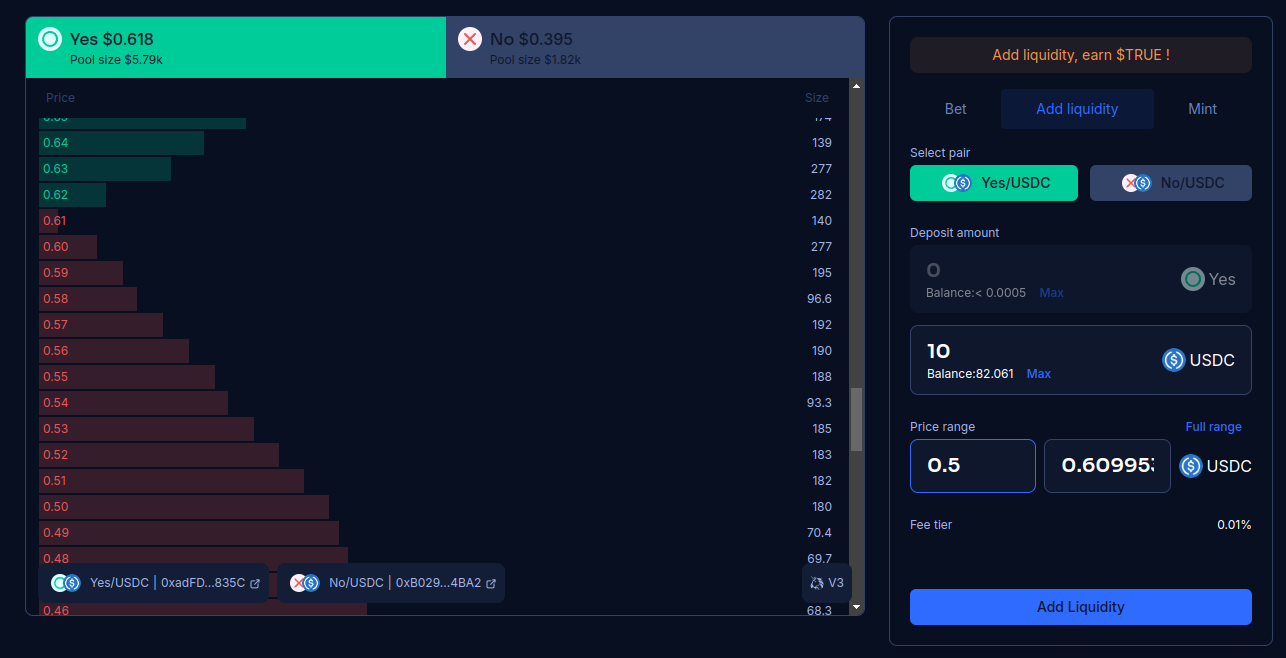 Yes $0.618
Pool size $5.79k
No $0.395
Pool size $1.82k
Price Size
0.64 139
0.63 277
0.62 282
0.61 140
0.60 277
0.59 195
0.58 96.6
0.57 192
0.56 190
0.55 188
0.54 93.3
0.53 185
0.52 183
0.51 182
0.50 180
0.49 70.4
0.48 69.7
Yes/USDC | 0xadFD...835C
No/USDC | 0xB029...4BA2
V3
0.46 68.3
Add liquidity, earn $TRUE !
Bet Add liquidity Mint
Select pair
Yes/USDC No/USDC
Deposit amount
0
Yes
Balance:< 0.0005 Max
10
USDC
Balance:82.061 Max
Price range Full range
0.5 0.60995 USDC
Fee tier 0.01%
Add Liquidity